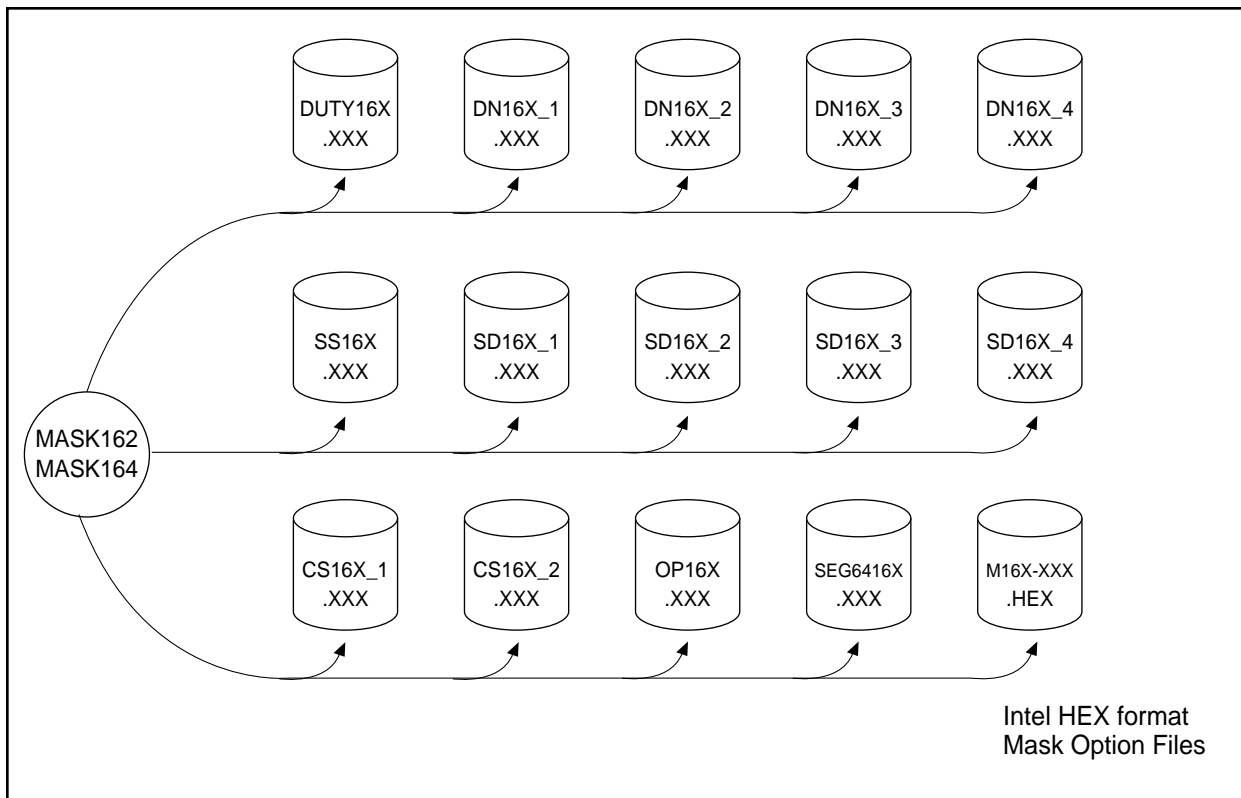 DUTY16X
.XXX
DN16X_1
.XXX
DN16X_2
.XXX
DN16X_3
.XXX
DN16X_4
.XXX
SS16X
.XXX
SD16X_1
.XXX
SD16X_2
.XXX
SD16X_3
.XXX
SD16X_4
.XXX
MASK162
MASK164
CS16X_1
.XXX
CS16X_2
.XXX
OP16X
.XXX
SEG6416X
.XXX
M16X-XXX
.HEX
Intel HEX format
Mask Option Files